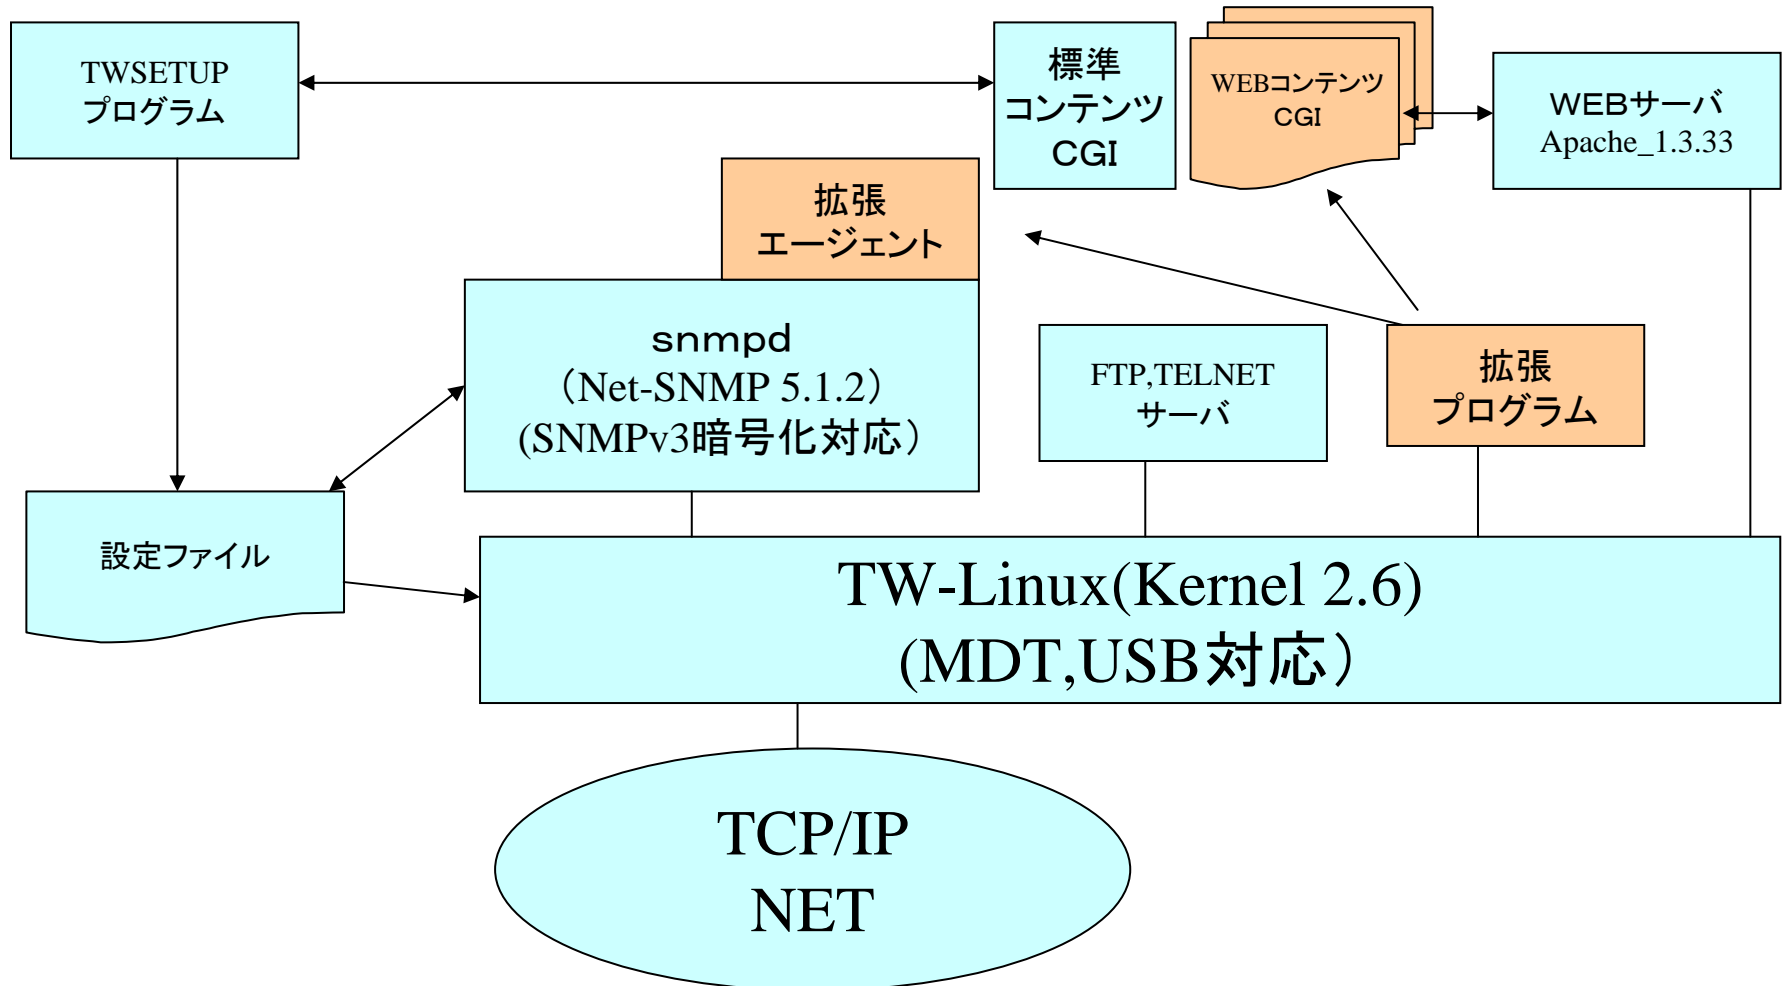 TWSETUP
プログラム
標準
コンテンツ
CGI
WEBコンテンツ
CGI
WEBサーバ
Apache_1.3.33
拡張
エージェント
snmpd
（Net-SNMP 5.1.2）
(SNMPv3暗号化対応）
FTP,TELNET
サーバ
拡張
プログラム
設定ファイル
TW-Linux(Kernel 2.6)
(MDT,USB対応）
TCP/IP
NET